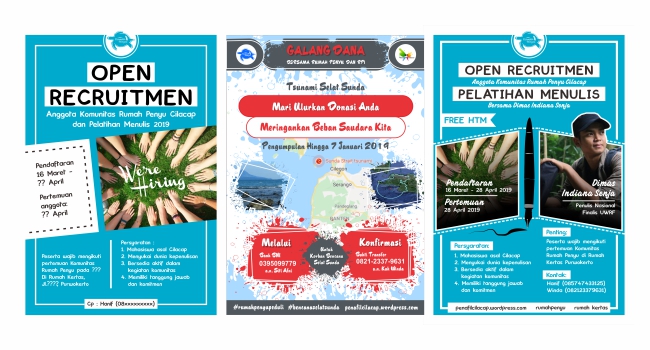 OPEN
RECRUITMEN
Anggota Komunitas Rumah Penyu Cilacap
dan Pelatihan Menulis 2019
Pendaftaran
16 Maret -
?? April
Pertemuan
anggota:
?? April
We're
Hiring
Peserta wajib mengikuti
pertemuan Komunitas
Rumah Penyu pada ???
Di Rumah Kertas,
Jl.???? Purwokerto
Persyaratan :
1. Mahasiswa asal Cilacap
2. Menyukai dunia kepenulisan
3. Bersedia aktif dalam
kegiatan komunitas
4. Memiliki tanggung jawab
dan komitmen
Cp : Hanif (08xxxxxxxxxx)
GALANG DANA
BERSAMA RUMAH PENYU DAN
Tsunami Selat Sunda
Mari Ulurkan Donasi Anda
Meringankan Beban Saudara Kita
Pengumpulan Hingga 7 Januari 2019
Cilegon
Serang
Melalui
0395099779
a.n. Siti Alfei
Untuk
Korban Bencana
Selat Sunda
Konfirmasi
Bukti Transfer
0821-2337-9631
a.n. Kak Winda
#rumahpenyupeduli #bencanaselatsunda penafilcilacap.wordpress.com
OPEN RECRUITMEN
Anggota Komunitas Rumah Penyu Cilacap
PELATIHAN MENULIS
Bersama Dimas Indiana Senja
FREE HTM
Pendaftaran
16 Maret - 28 April 2019
Pertemuan
28 April 2019
Dimas
Indiana Senja
Penulis Nasional
Finalis UWRF
Persyaratan:
1. Mahasiswa asal Cilacap
2. Menyukai dunia kepenulisan
3. Bersedia aktif dalam
kegiatan komunitas
4. Memiliki tanggung jawab
dan komitmen
Penting:
Peserta wajib mengikuti
pertemuan Komunitas
Rumah Penyu di Rumah
Kertas Purwokerto
Kontak:
Hanif (085747433125)
Winda (082123379631)
penafilcilacap.wordpress.com rumahpenyu rumah kertas